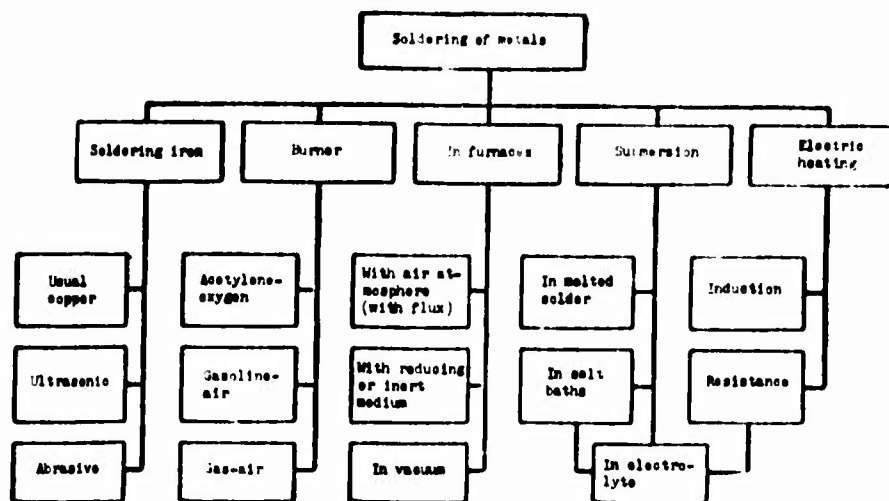 Soldering of metals
Soldering iron
Burner
In furnaces
Submersion
Electric
heating
Usual
copper
Acetylene-
oxygen
With air at-
mosphere
(with flux)
In melted
solder
Induction
Ultrasonic
Gasoline-
air
With reducing
or inert
medium
In salt
baths
Resistance
Abrasive
Gas-air
In vacuum
In electro-
lyte